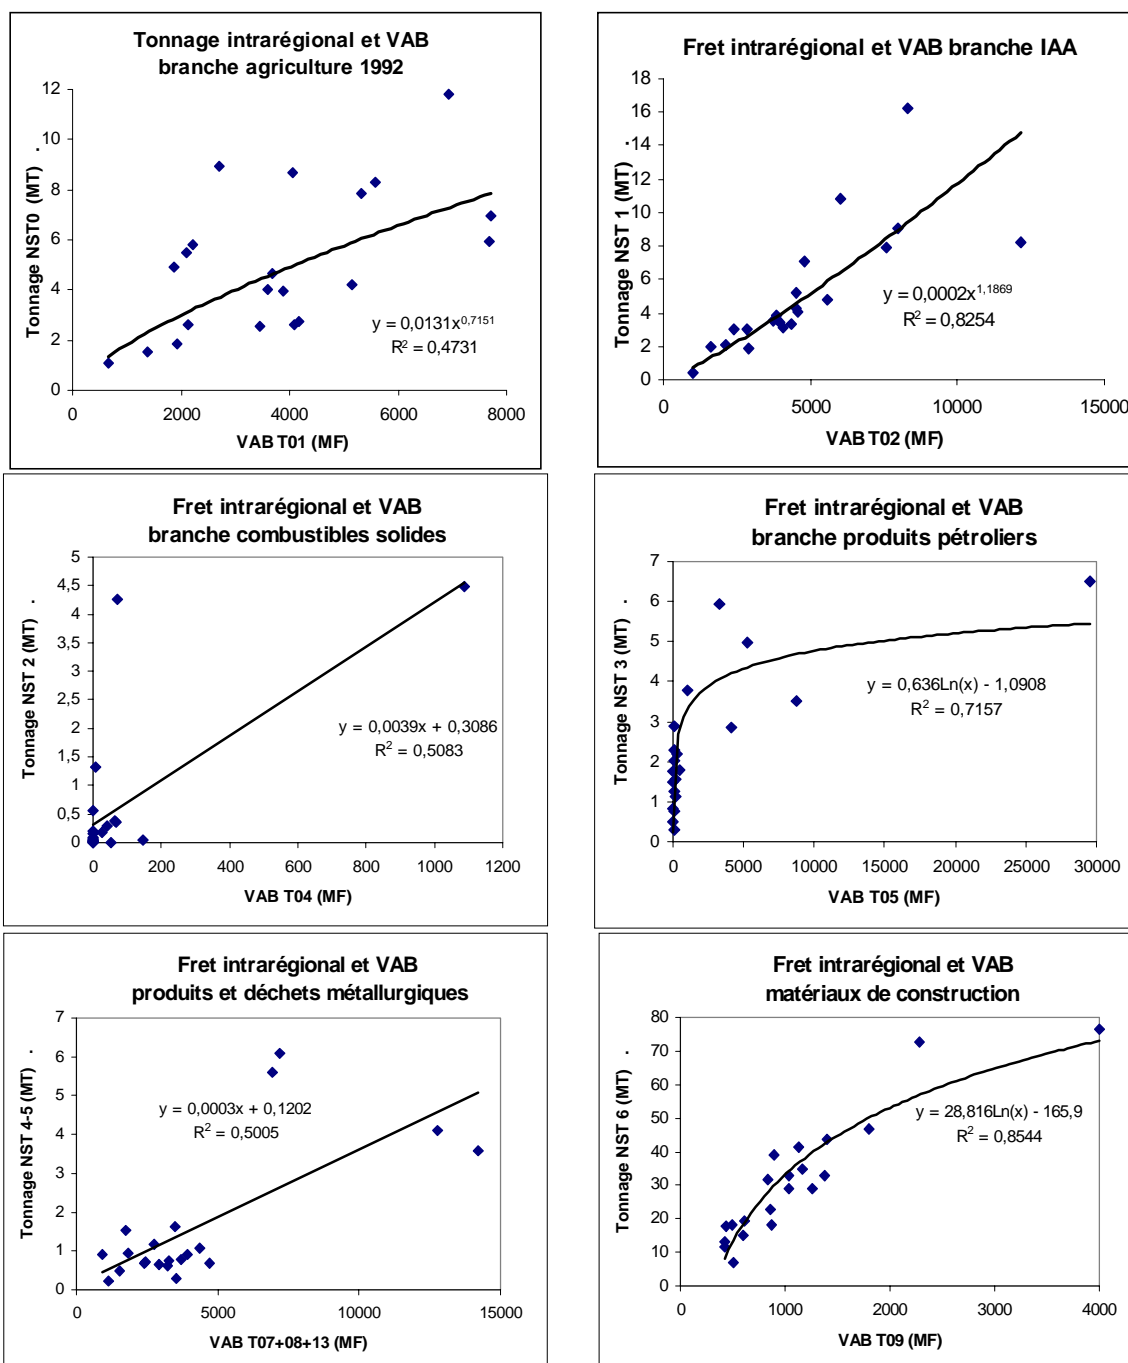 Tonnage intrarégional et VAB
branche agriculture 1992
12
10
8
6
4
2
0
Tonnage NST0 (MT) .
y = 0,0131x^0,7151
R² = 0,4731
0 2000 4000 6000 8000
VAB T01 (MF)
Fret intrarégional et VAB branche IAA
18
16
14
12
10
8
6
4
2
0
Tonnage NST 1 (MT) .
y = 0,0002x^1,1869
R² = 0,8254
0 5000 10000 15000
VAB T02 (MF)
Fret intrarégional et VAB
branche combustibles solides
5
4,5
4
3,5
3
2,5
2
1,5
1
0,5
0
Tonnage NST 2 (MT) .
y = 0,0039x + 0,3086
R² = 0,5083
0 200 400 600 800 1000 1200
VAB T04 (MF)
Fret intrarégional et VAB
branche produits pétroliers
7
6
5
4
3
2
1
0
Tonnage NST 3 (MT) .
y = 0,636Ln(x) - 1,0908
R² = 0,7157
0 5000 10000 15000 20000 25000 30000
VAB T05 (MF)
Fret intrarégional et VAB
produits et déchets métallurgiques
7
6
5
4
3
2
1
0
Tonnage NST 4-5 (MT) .
y = 0,0003x + 0,1202
R² = 0,5005
0 5000 10000 15000
VAB T07+08+13 (MF)
Fret intrarégional et VAB
matériaux de construction
80
70
60
50
40
30
20
10
0
Tonnage NST 6 (MT) .
y = 28,816Ln(x) - 165,9
R² = 0,8544
0 1000 2000 3000 4000
VAB T09 (MF)